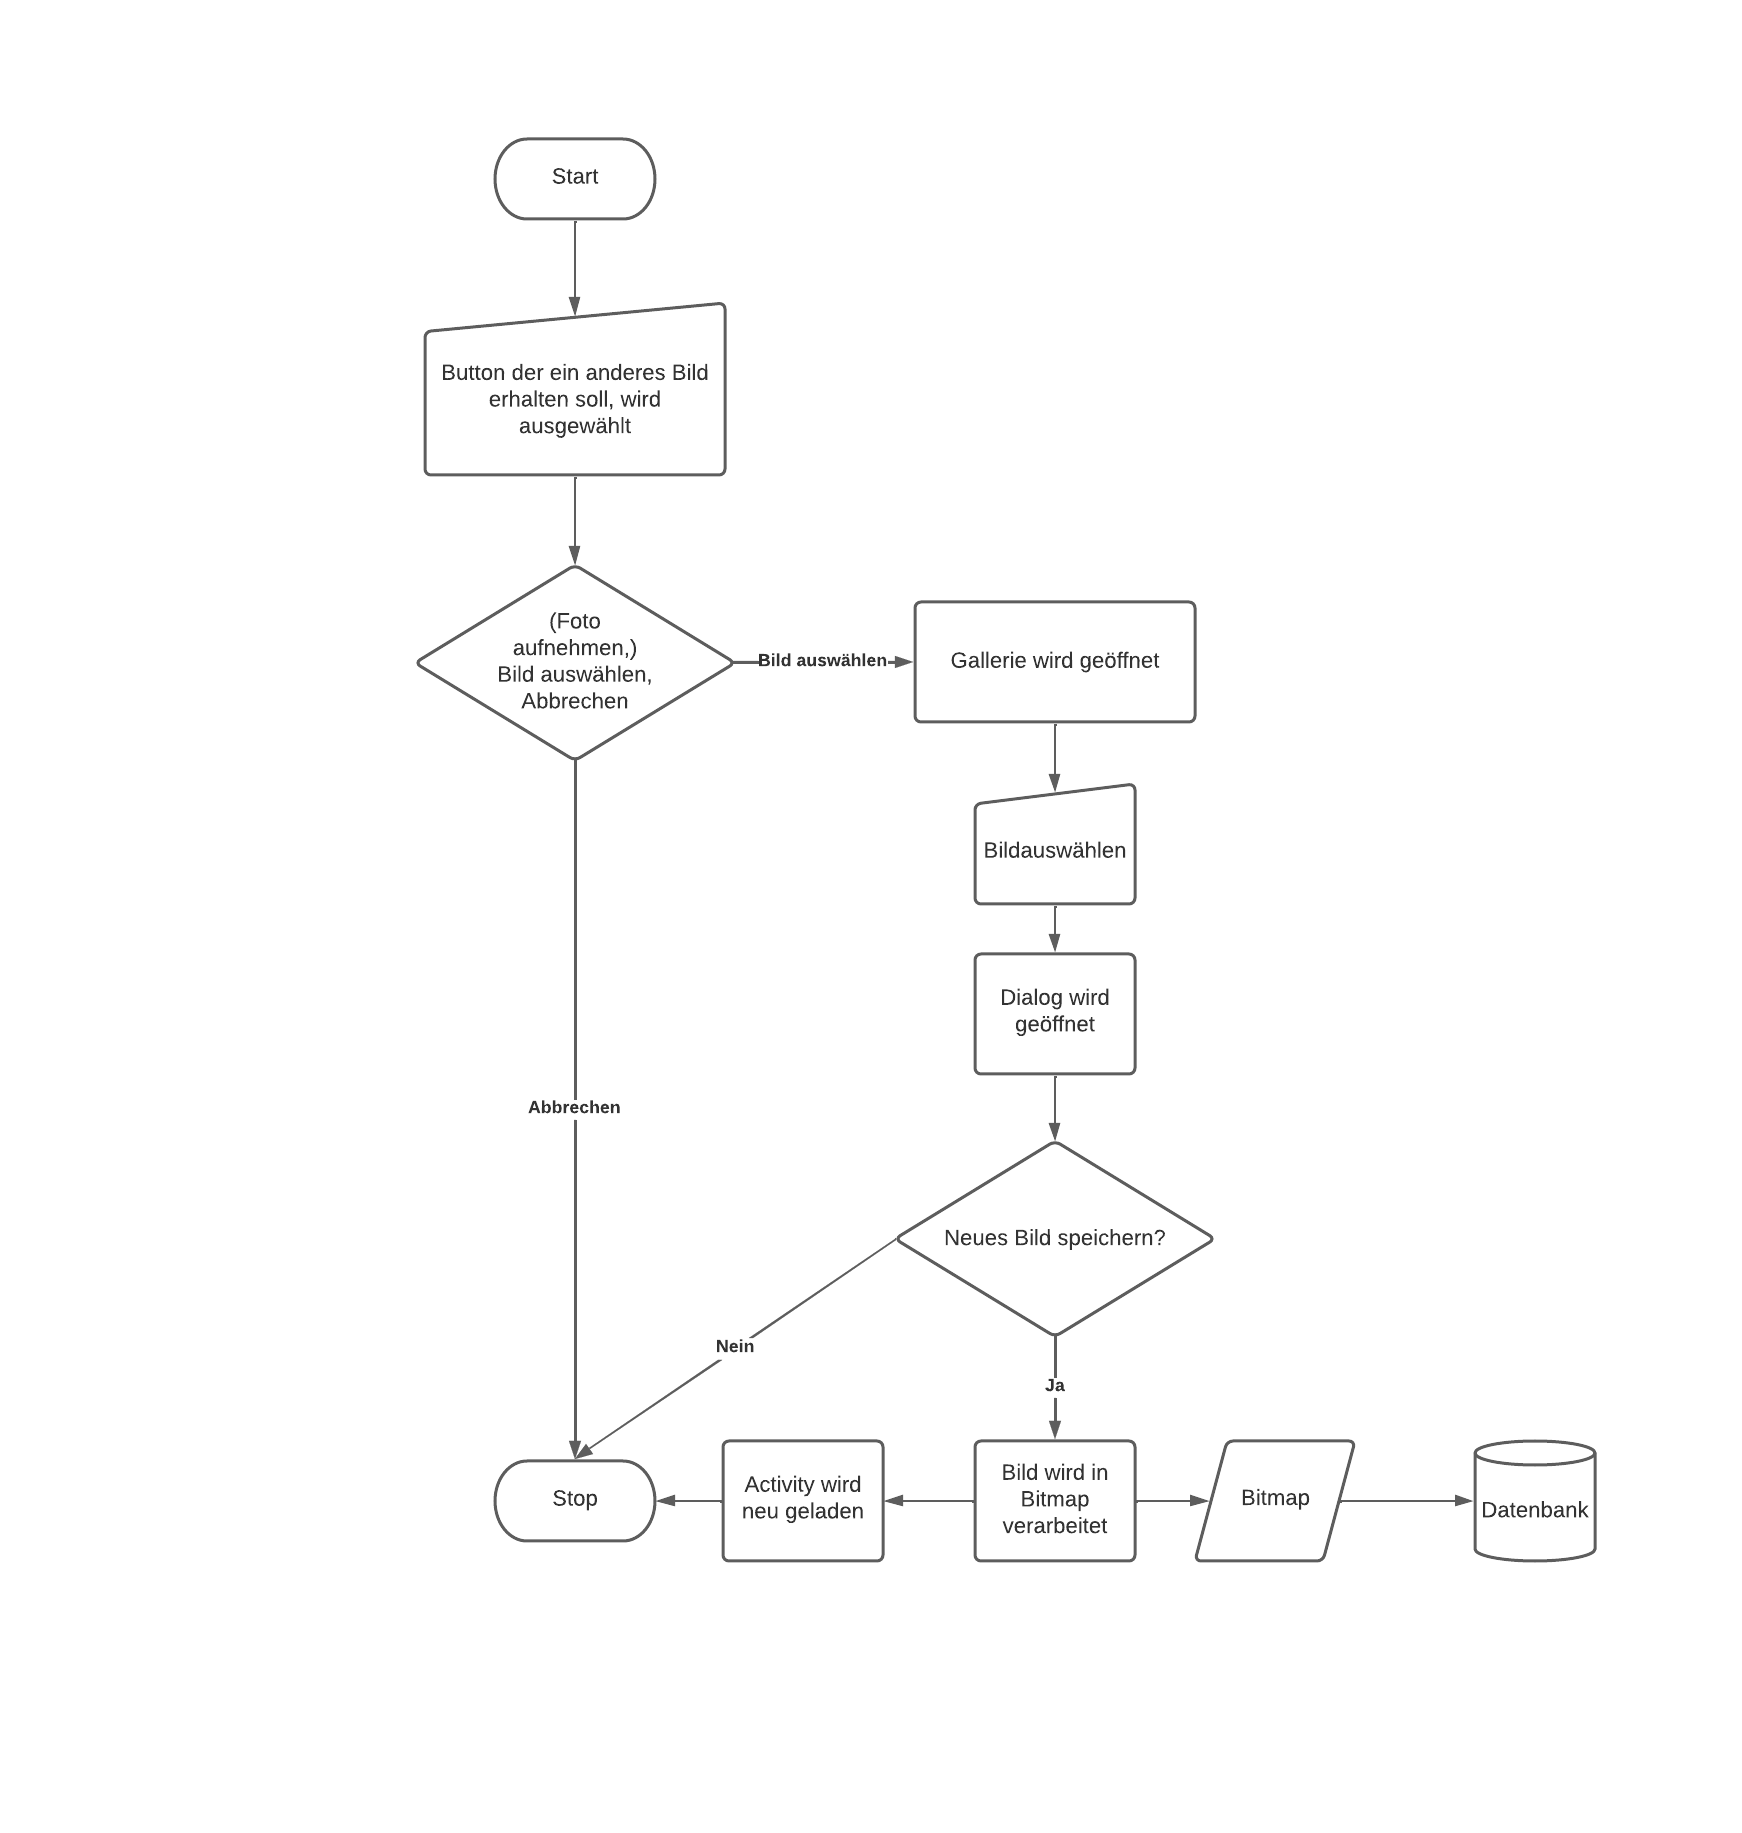 Start
Button der ein anderes Bild
erhalten soll, wird
ausgewählt
(Foto
aufnehmen,)
Bild auswählen,
Abbrechen
Bild auswählen
Gallerie wird geöffnet
Bildauswählen
Dialog wird
geöffnet
Abbrechen
Neues Bild speichern?
Nein
Ja
Stop
Activity wird
neu geladen
Bild wird in
Bitmap
verarbeitet
Bitmap
Datenbank